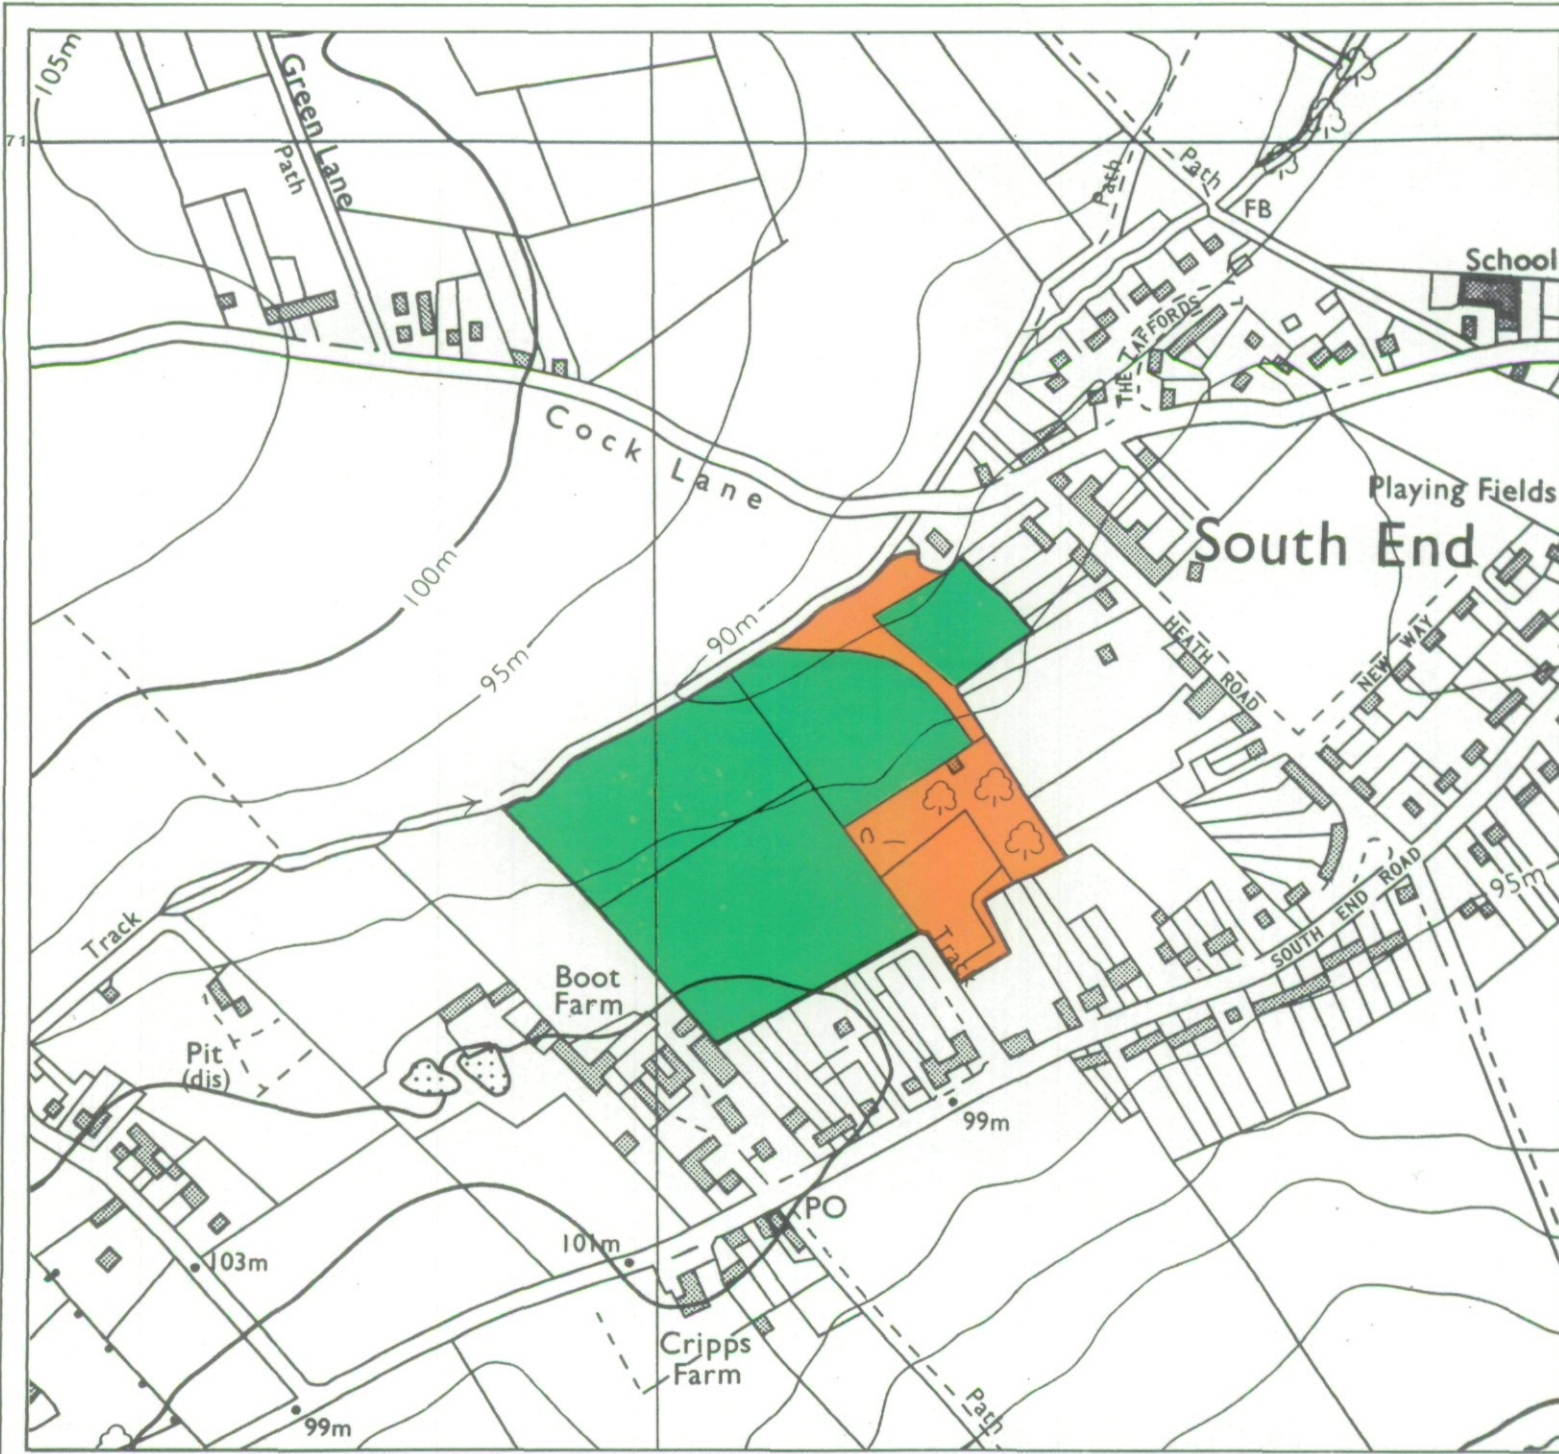 105m
Green Lane
Path
71
Path
Path
FB
School
THE TAFFORDS
Cock Lane
Playing Fields
South End
100m
90m
95m
HEATH ROAD
NEW WAY
Track
Boot
Farm
Track
SOUTH END ROAD
95m
Pit
(dis)
99m
PO
101m
103m
Cripps
Farm
Path
99m